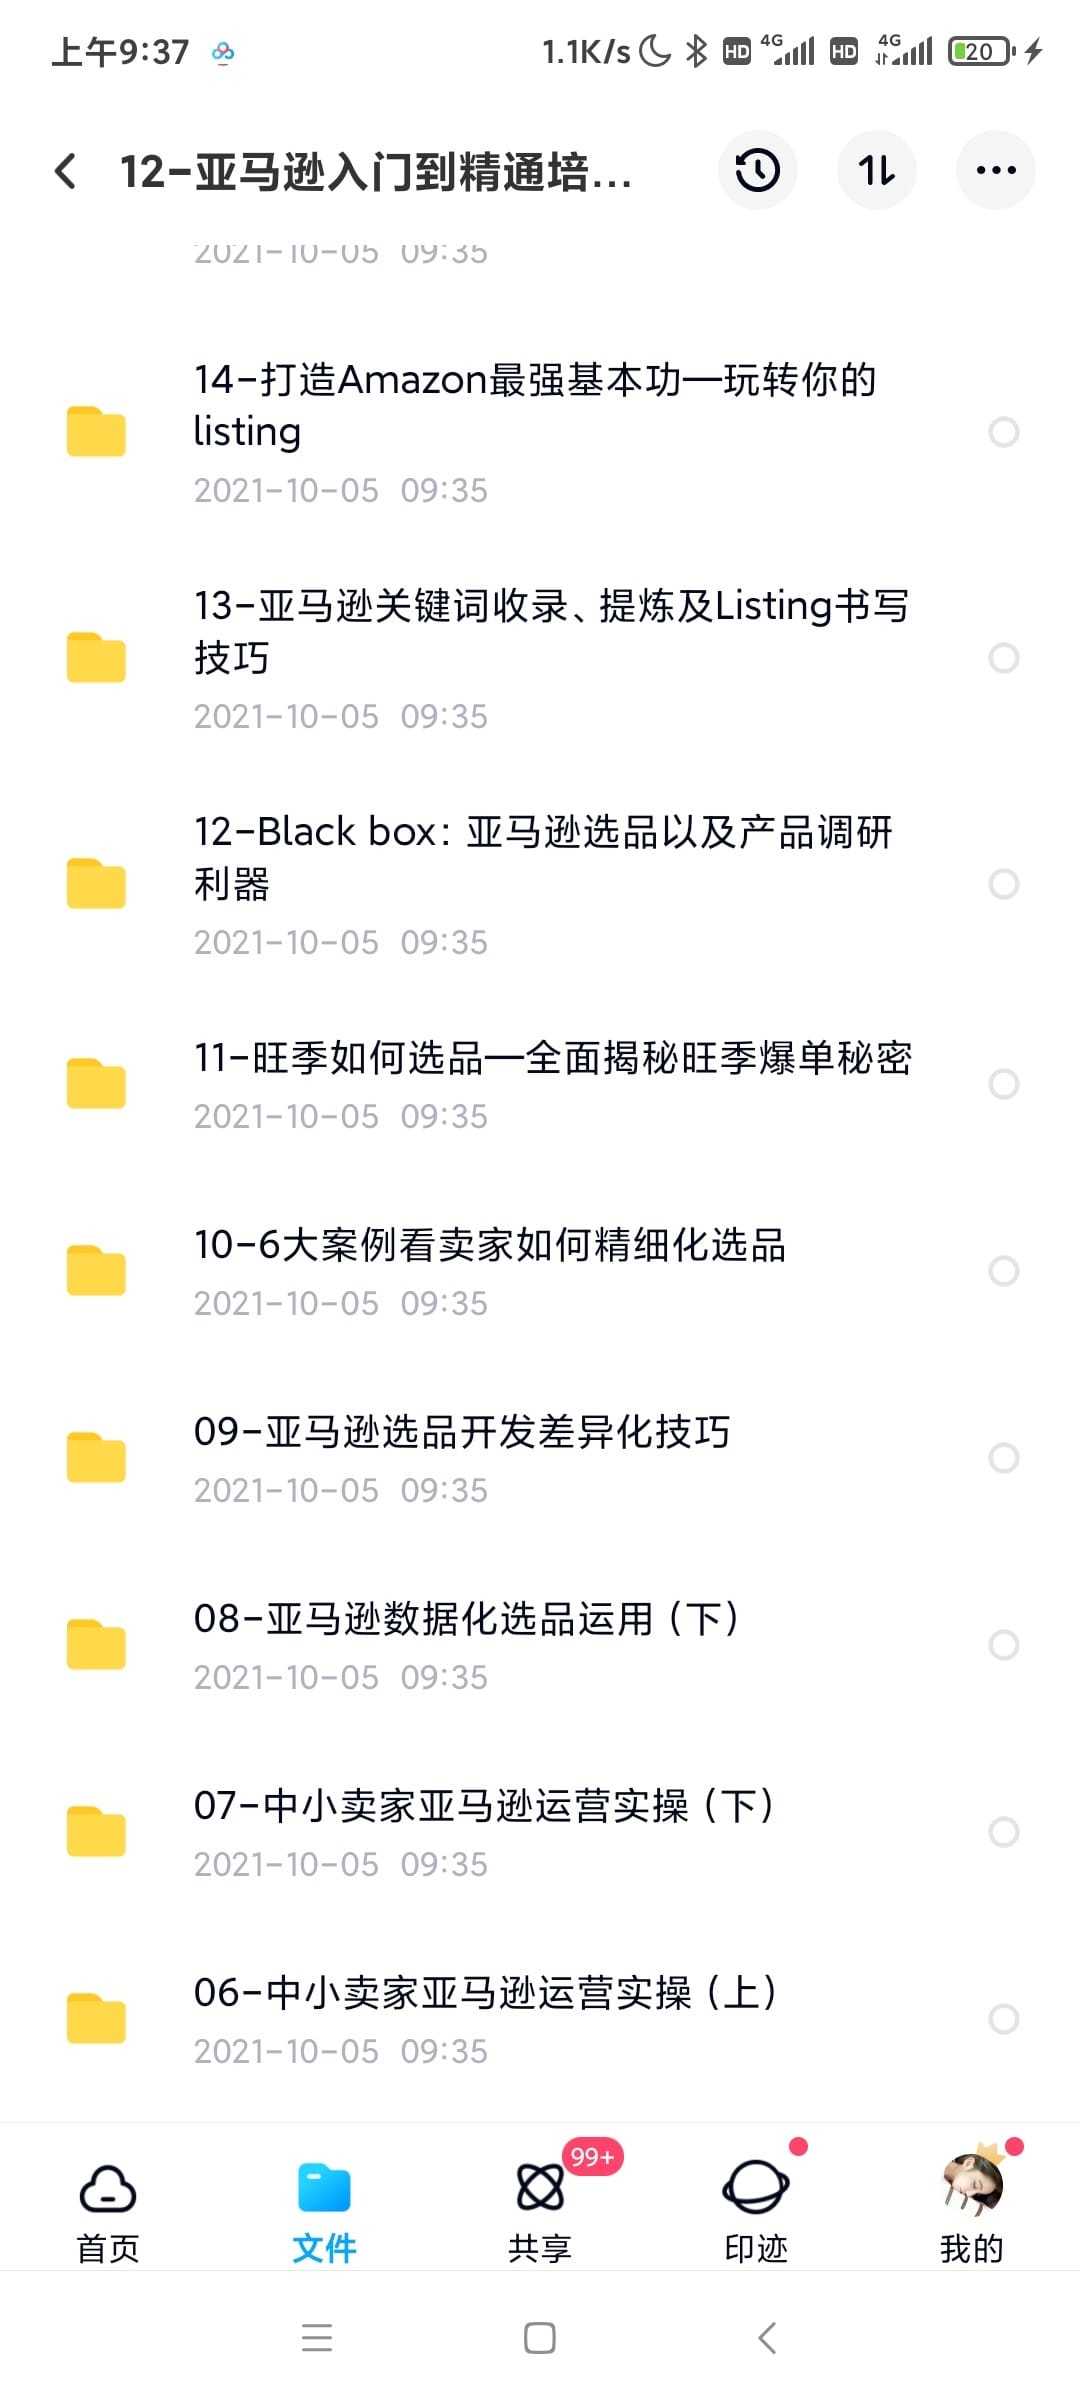 上午9:37
1.1K/s
HD
4G
HD
4G
20
12-亚马逊入门到精通培...
2021-10-05 09:35
14-打造Amazon最强基本功—玩转你的
listing
2021-10-05 09:35
13-亚马逊关键词收录、提炼及Listing书写
技巧
2021-10-05 09:35
12-Black box：亚马逊选品以及产品调研
利器
2021-10-05 09:35
11-旺季如何选品—全面揭秘旺季爆单秘密
2021-10-05 09:35
10-6大案例看卖家如何精细化选品
2021-10-05 09:35
09-亚马逊选品开发差异化技巧
2021-10-05 09:35
08-亚马逊数据化选品运用（下）
2021-10-05 09:35
07-中小卖家亚马逊运营实操（下）
2021-10-05 09:35
06-中小卖家亚马逊运营实操（上）
2021-10-05 09:35
99+
首页
文件
共享
印迹
我的